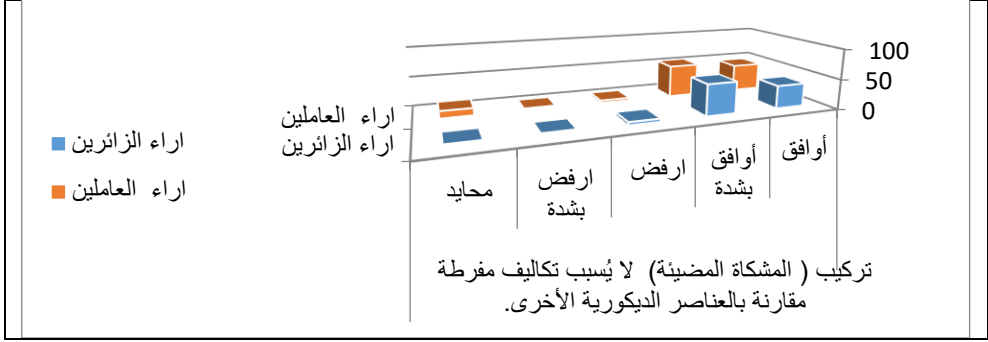 100
50
0
اراء العاملين
اراء الزائرين
اراء الزائرين
اراء العاملين
أوافق
أوافق
بشدة
ارفض
ارفض
بشدة
محايد
تركيب ( المشكاة المضيئة) لا يُسبب تكاليف مفرطة
مقارنة بالعناصر الديكورية الأخرى.